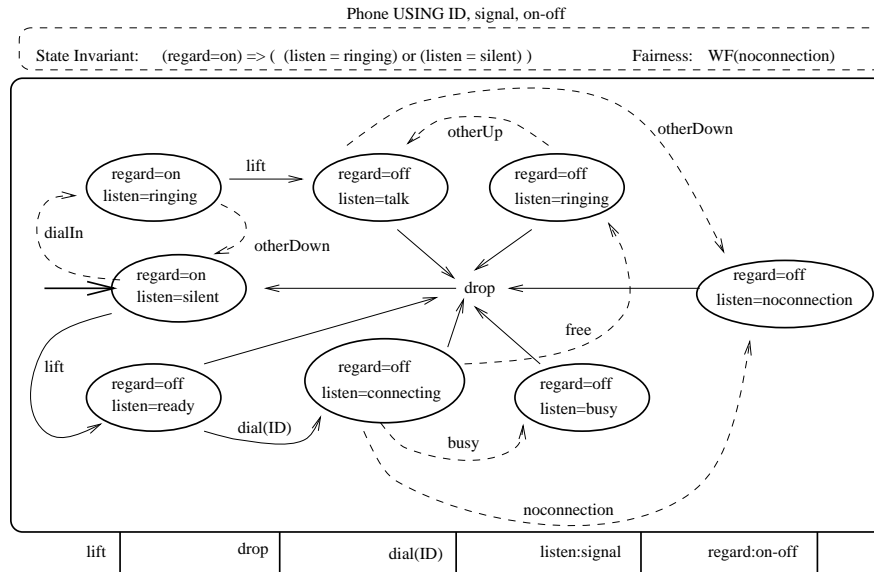 Phone USING ID, signal, on-off
State Invariant: (regard=on) => ( (listen = ringing) or (listen = silent) ) Fairness: WF(noconnection)
otherUp
otherDown
lift
regard=on
listen=ringing
regard=off
listen=talk
regard=off
listen=ringing
dialIn
otherDown
regard=on
listen=silent
drop
regard=off
listen=noconnection
free
lift
regard=off
listen=ready
regard=off
listen=connecting
regard=off
listen=busy
dial(ID)
busy
noconnection
lift
drop
dial(ID)
listen:signal
regard:on-off